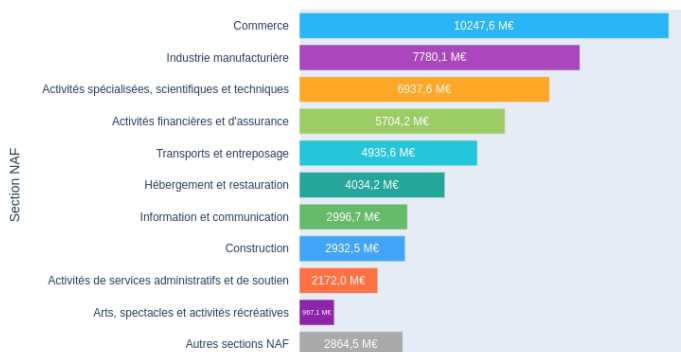 Section NAF
Commerce 10247,6 M€
Industrie manufacturière 7780,1 M€
Activités spécialisées, scientifiques et techniques 6937,6 M€
Activités financières et d'assurance 5704,2 M€
Transports et entreposage 4935,6 M€
Hébergement et restauration 4034,2 M€
Information et communication 2996,7 M€
Construction 2932,5 M€
Activités de services administratifs et de soutien 2172,0 M€
Arts, spectacles et activités récréatives 967,1 M€
Autres sections NAF 2864,5 M€